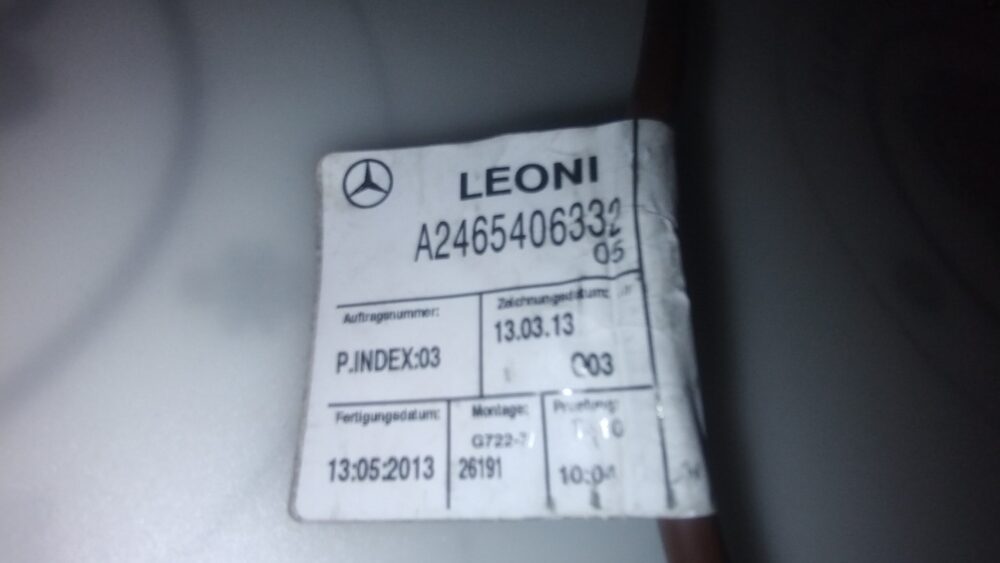 LEONI
A2465406332
05
Auftragsnummer:
P.INDEX:03
Zeichnungsdatum:
13.03.13
003
Fertigungsdatum:
13:05:2013
Montage:
G722-7
26191
Prüfung: